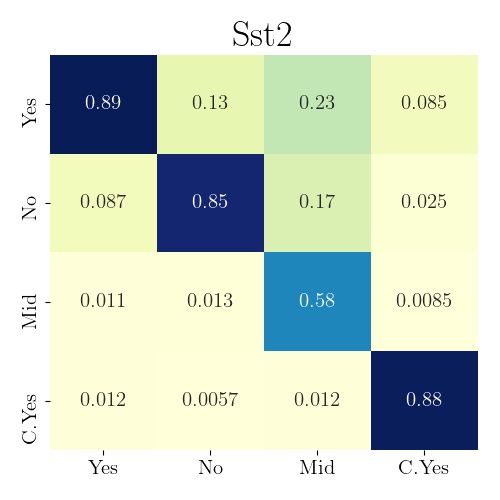 Sst2
Yes 0.89 0.13 0.23 0.085
No 0.087 0.85 0.17 0.025
Mid 0.011 0.013 0.58 0.0085
C.Yes 0.012 0.0057 0.012 0.88
Yes No Mid C.Yes